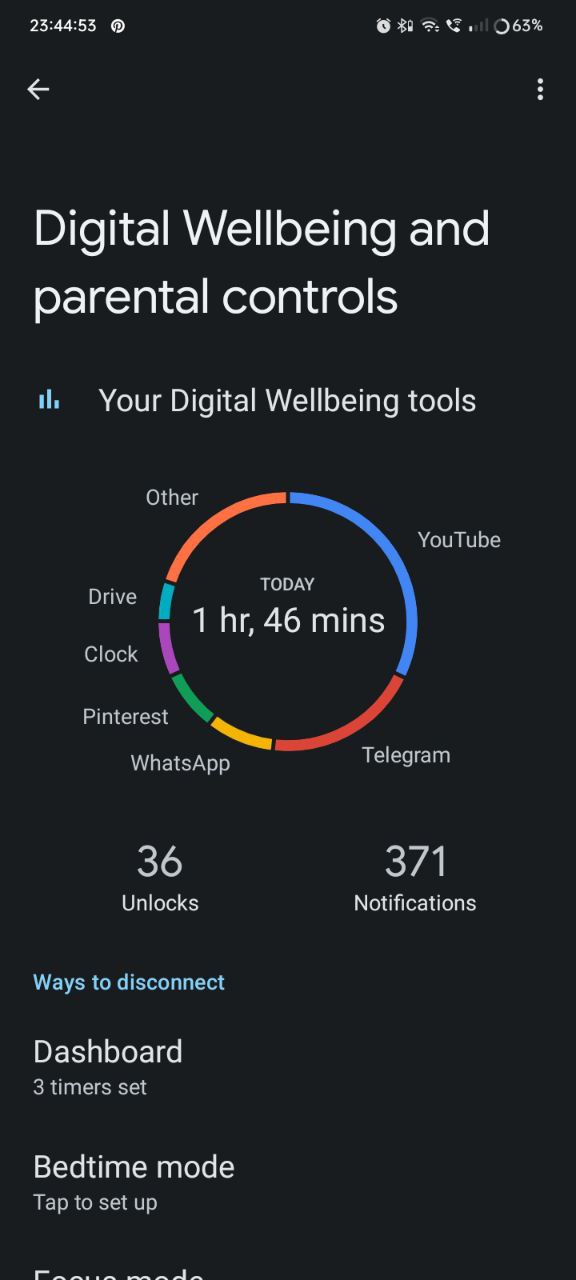 23:44:53
63%
Digital Wellbeing and
parental controls
Your Digital Wellbeing tools
Other
YouTube
TODAY
Drive
1 hr, 46 mins
Clock
Pinterest
Telegram
WhatsApp
36
371
Unlocks
Notifications
Ways to disconnect
Dashboard
3 timers set
Bedtime mode
Tap to set up
Focus mode